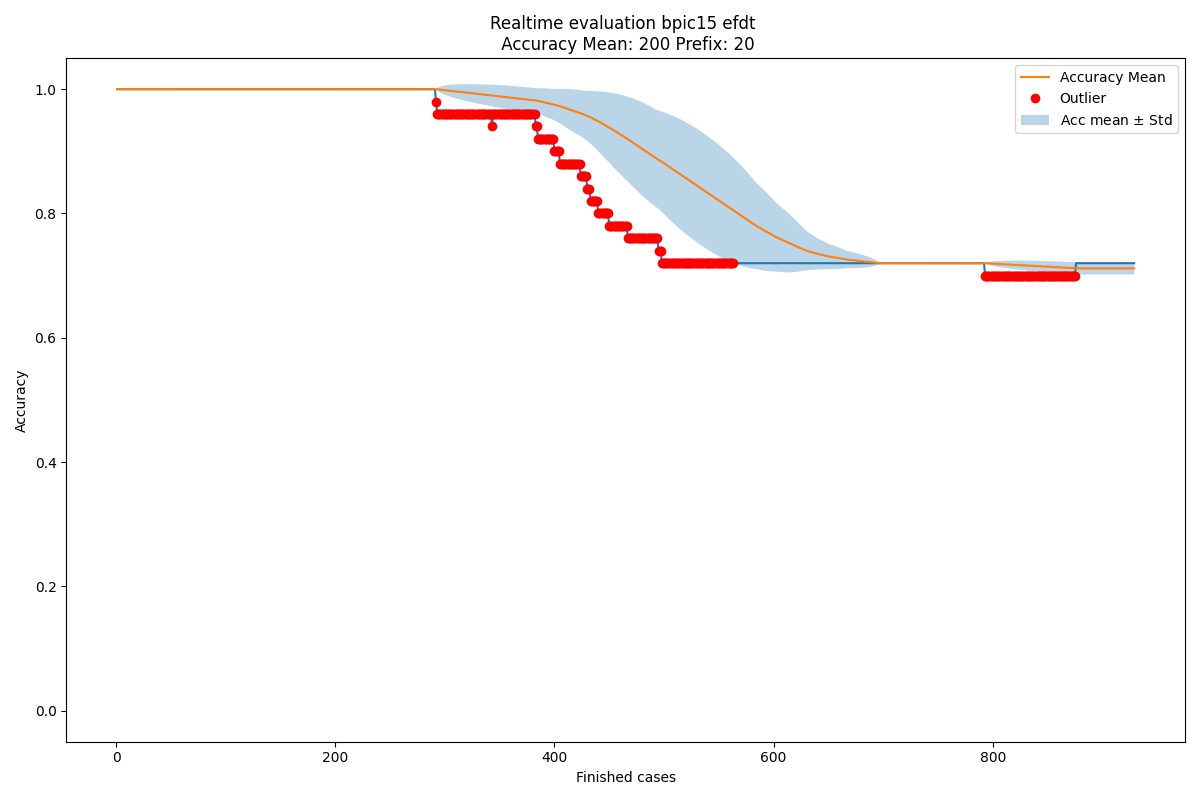 Realtime evaluation bpic15 efdt
Accuracy Mean: 200 Prefix: 20
Accuracy Mean
Outlier
Acc mean ± Std
1.0
0.8
0.6
0.4
0.2
0.0
Accuracy
0
200
400
600
800
Finished cases